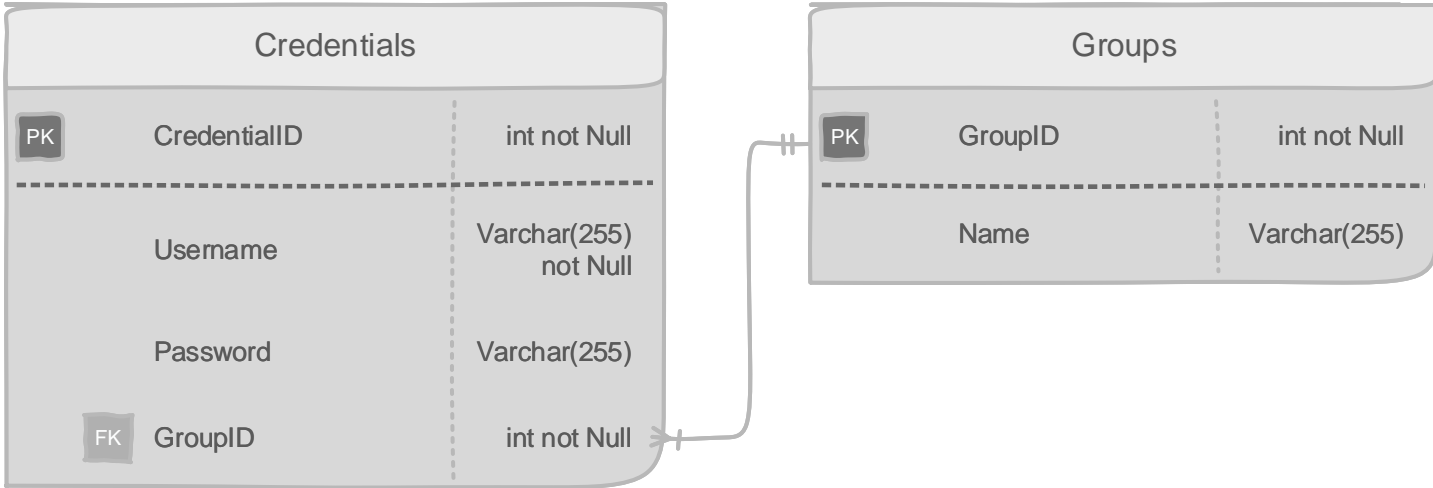 Credentials
PK CredentialID int not Null
Username Varchar(255)
not Null
Password Varchar(255)
FK GroupID int not Null
Groups
PK GroupID int not Null
Name Varchar(255)